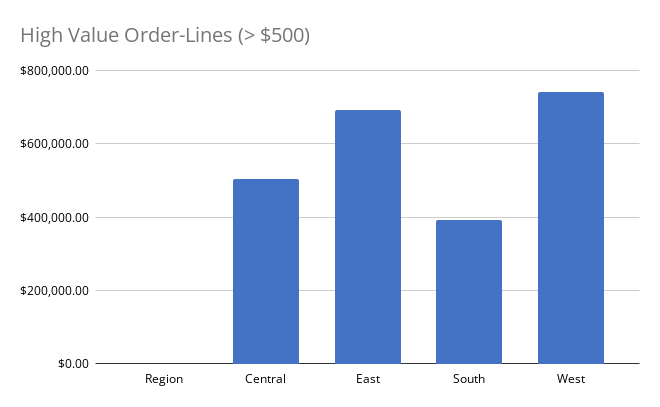 High Value Order-Lines (> $500)
$800,000.00
$600,000.00
$400,000.00
$200,000.00
$0.00
Region Central East South West